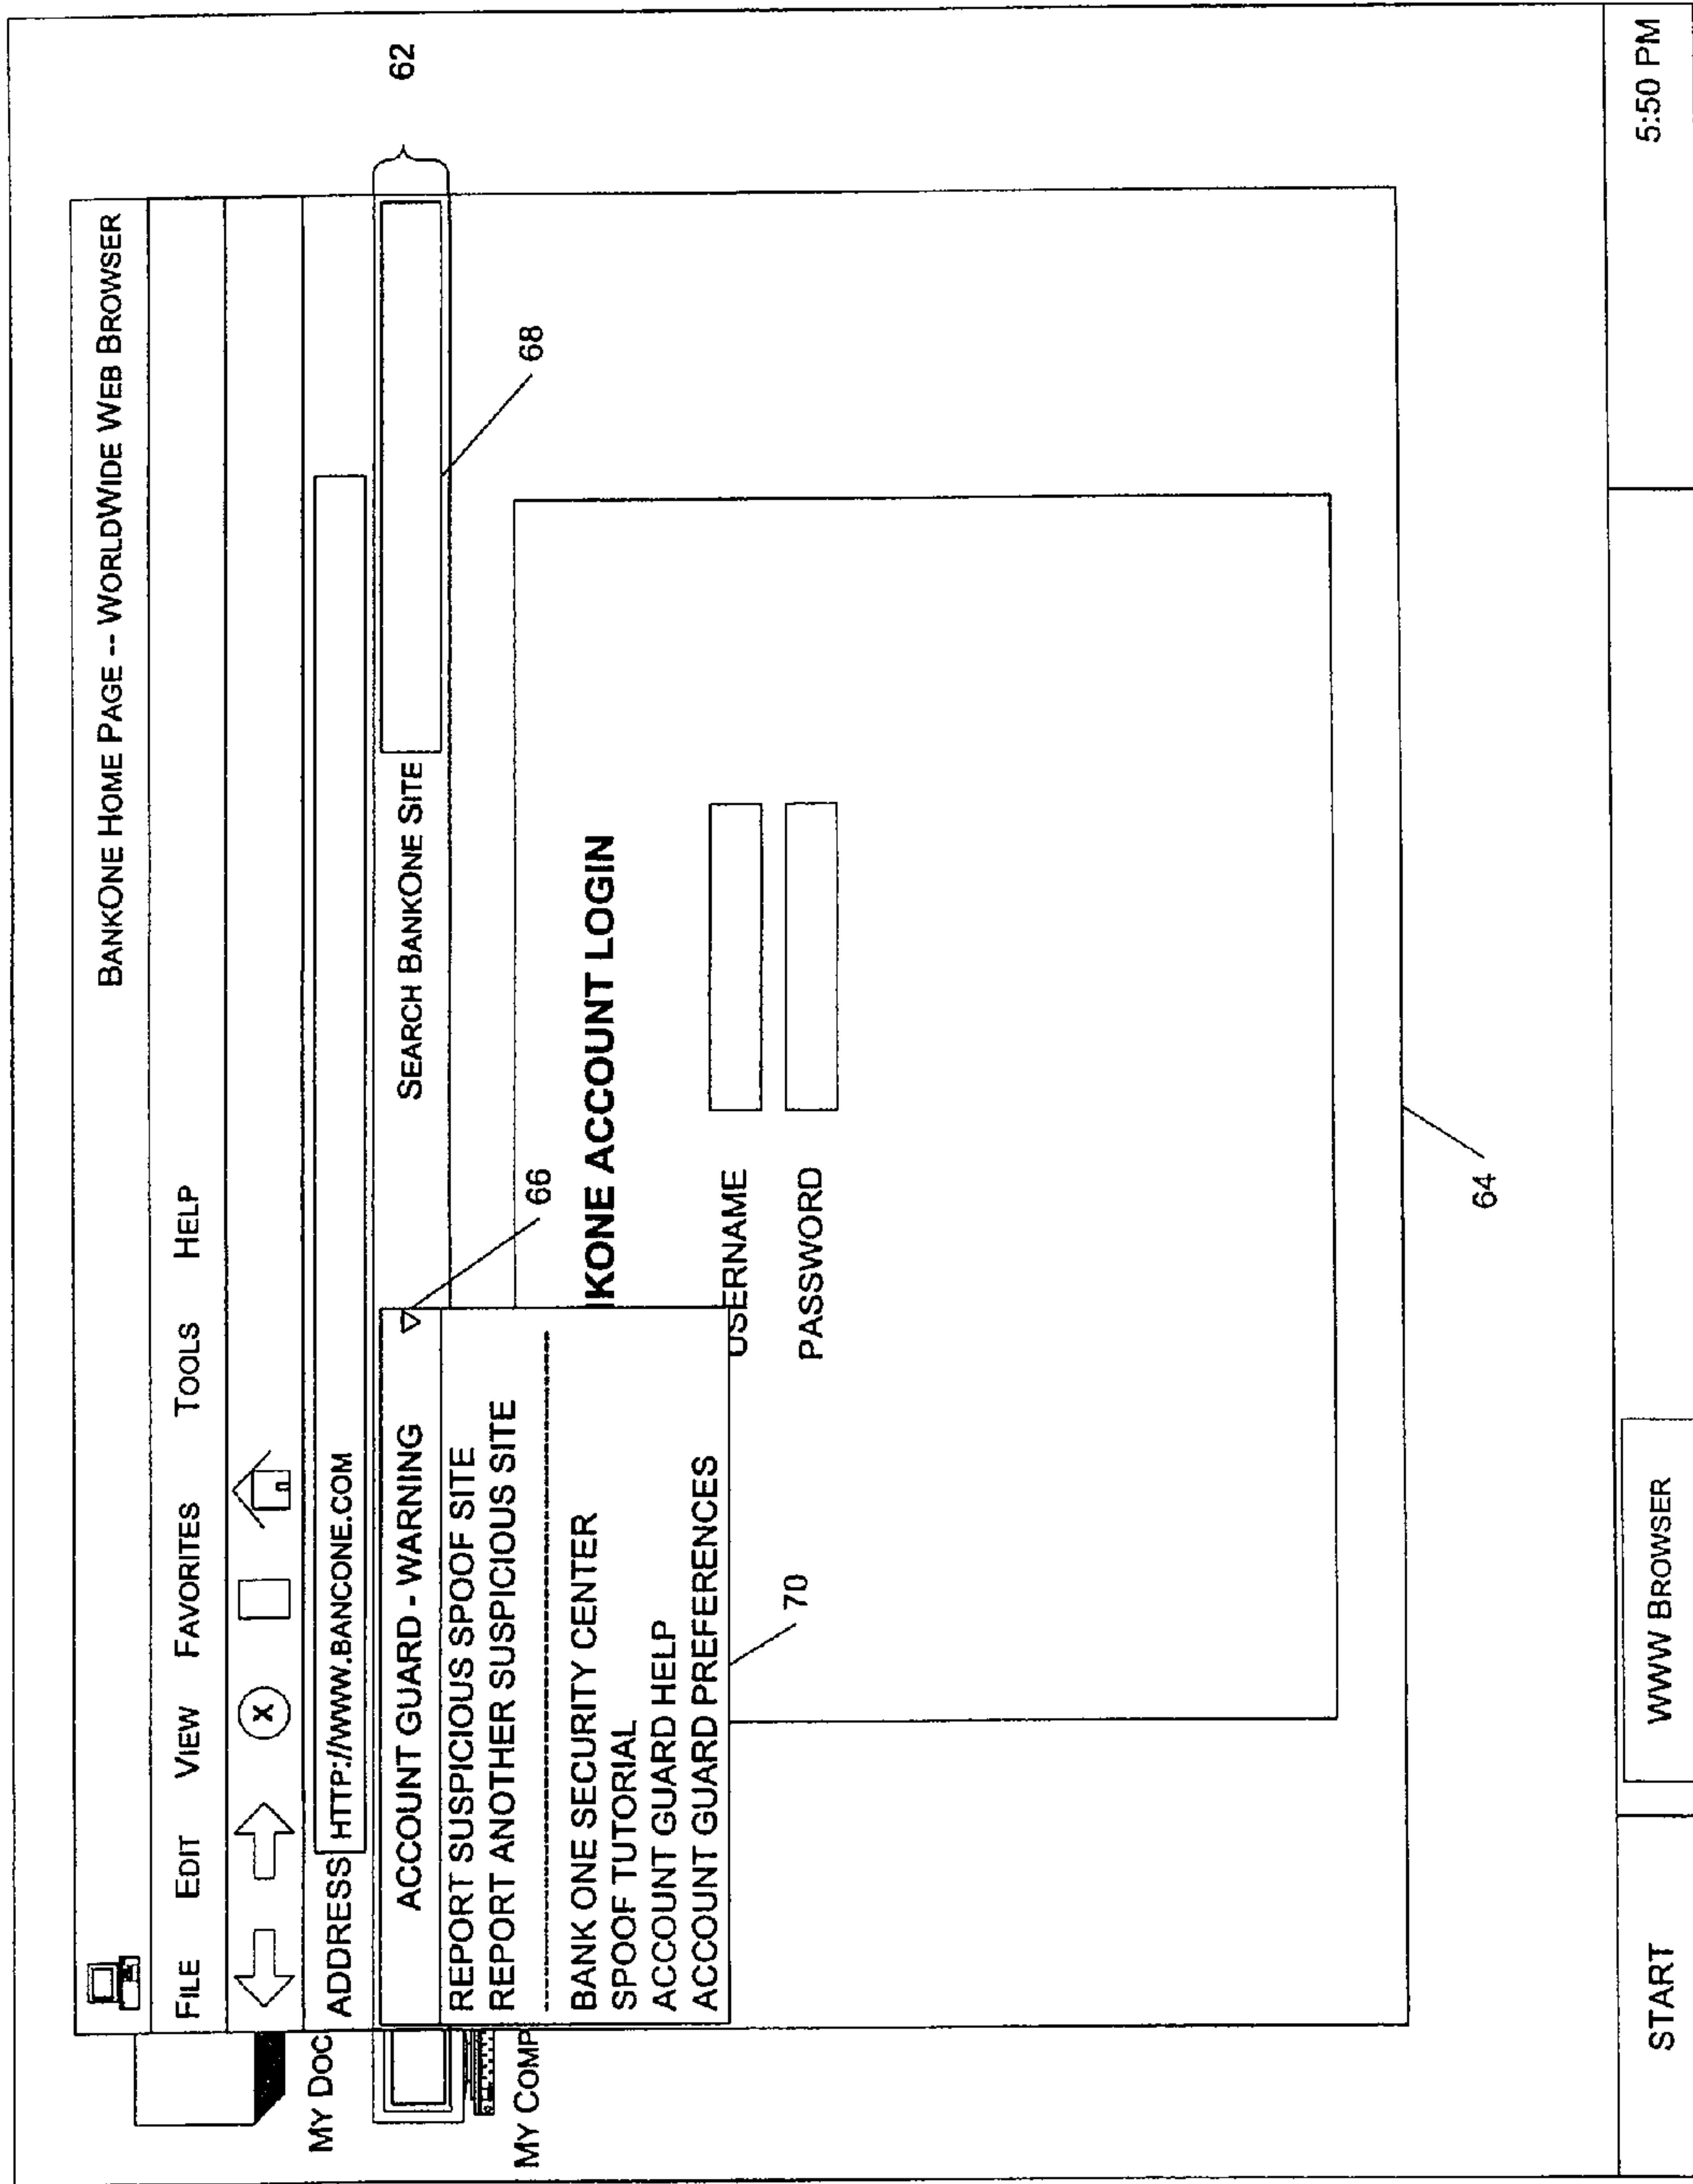 BANKONE HOME PAGE -- WORLDWIDE WEB BROWSER
FILE EDIT VIEW FAVORITES TOOLS HELP
X
ADDRESS HTTP://WWW.BANCONE.COM
MY DOC
62
ACCOUNT GUARD - WARNING
SEARCH BANKONE SITE
REPORT SUSPICIOUS SPOOF SITE
REPORT ANOTHER SUSPICIOUS SITE
MY COMP
66
68
BANK ONE SECURITY CENTER
SPOOF TUTORIAL
ACCOUNT GUARD HELP
ACCOUNT GUARD PREFERENCES
KONE ACCOUNT LOGIN
USERNAME
PASSWORD
70
64
START
WWW BROWSER
5:50 PM